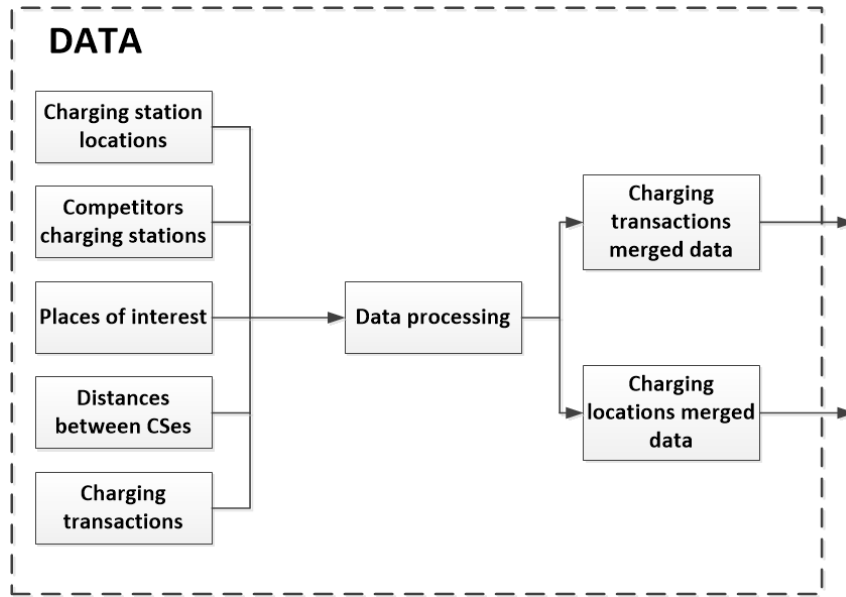 DATA
Charging station
locations
Competitors
charging stations
Places of interest
Distances
between CSes
Charging
transactions
Data processing
Charging
transactions
merged data
Charging
locations merged
data